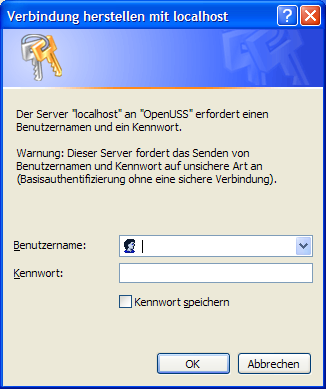 Verbindung herstellen mit localhost
Der Server "localhost" an "OpenUSS" erfordert einen
Benutzernamen und ein Kennwort.
Warnung: Dieser Server fordert das Senden von
Benutzernamen und Kennwort auf unsichere Art an
(Basisauthentifizierung ohne eine sichere Verbindung).
Benutzername:
Kennwort:
Kennwort speichern
OK
Abbrechen